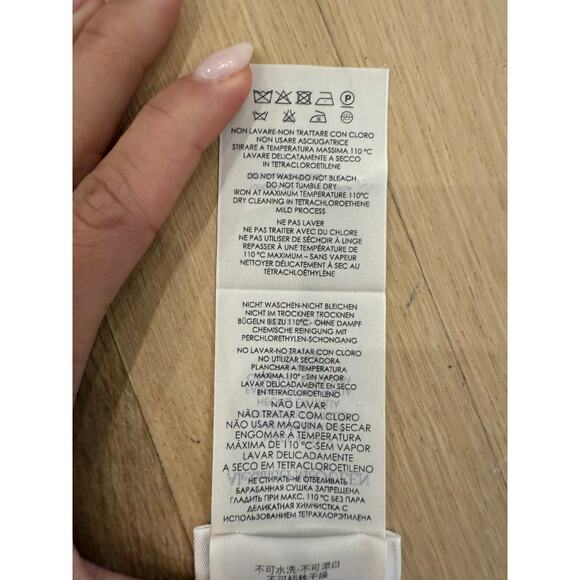 NON LAVARE-NON TRATTARE CON CLORO
NON USARE ASCIUGATRICE
STIRARE A TEMPERATURA MASSIMA 110 °C
LAVARE DELICATAMENTE A SECCO
IN TETRACLOROETILENE
DO NOT WASH-DO NOT BLEACH
DO NOT TUMBLE DRY
IRON AT MAXIMUM TEMPERATURE 110°C
DRY CLEANING IN TETRACHLOROETHENE
MILD PROCESS
NE PAS LAVER
NE PAS TRAITER AVEC DU CHLORE
NE PAS UTILISER DE SÉCHOIR À LINGE
REPASSER À UNE TEMPÉRATURE DE
110 °C MAXIMUM – SANS VAPEUR
NETTOYER DÉLICATEMENT À SEC AU
TÉTRACHLOÉTHYLÈNE
NICHT WASCHEN-NICHT BLEICHEN
NICHT IM TROCKNER TROCKNEN
BÜGELN BIS ZU 110°C - OHNE DAMPF
CHEMISCHE REINIGUNG MIT
PERCHLORETHYLEN-SCHONGANG
NO LAVAR-NO TRATAR CON CLORO
NO UTILIZAR SECADORA
PLANCHAR A TEMPERATURA
MÁXIMA 110° -SIN VAPOR
LAVAR DELICADAMENTE EN SECO
EN TETRACLOROETILENO
NÃO LAVAR
NÃO TRATAR COM CLORO
NÃO USAR MÁQUINA DE SECAR
ENGOMAR À TEMPERATURA
MÁXIMA DE 110 °C-SEM VAPOR
LAVAR DELICADAMENTE
A SECO EM TETRACLOROETILENO
НЕ СТИРАТЬ-НЕ ОТБЕЛИВАТЬ
БАРАБАННАЯ СУШКА ЗАПРЕЩЕНА
ГЛАДИТЬ ПРИ МАКС. 110 °C БЕЗ ПАРА
ДЕЛИКАТНАЯ ХИМЧИСТКА С
ИСПОЛЬЗОВАНИЕМ ТЕТРАХЛОРЭТИЛЕНА
不可水洗-不可漂白